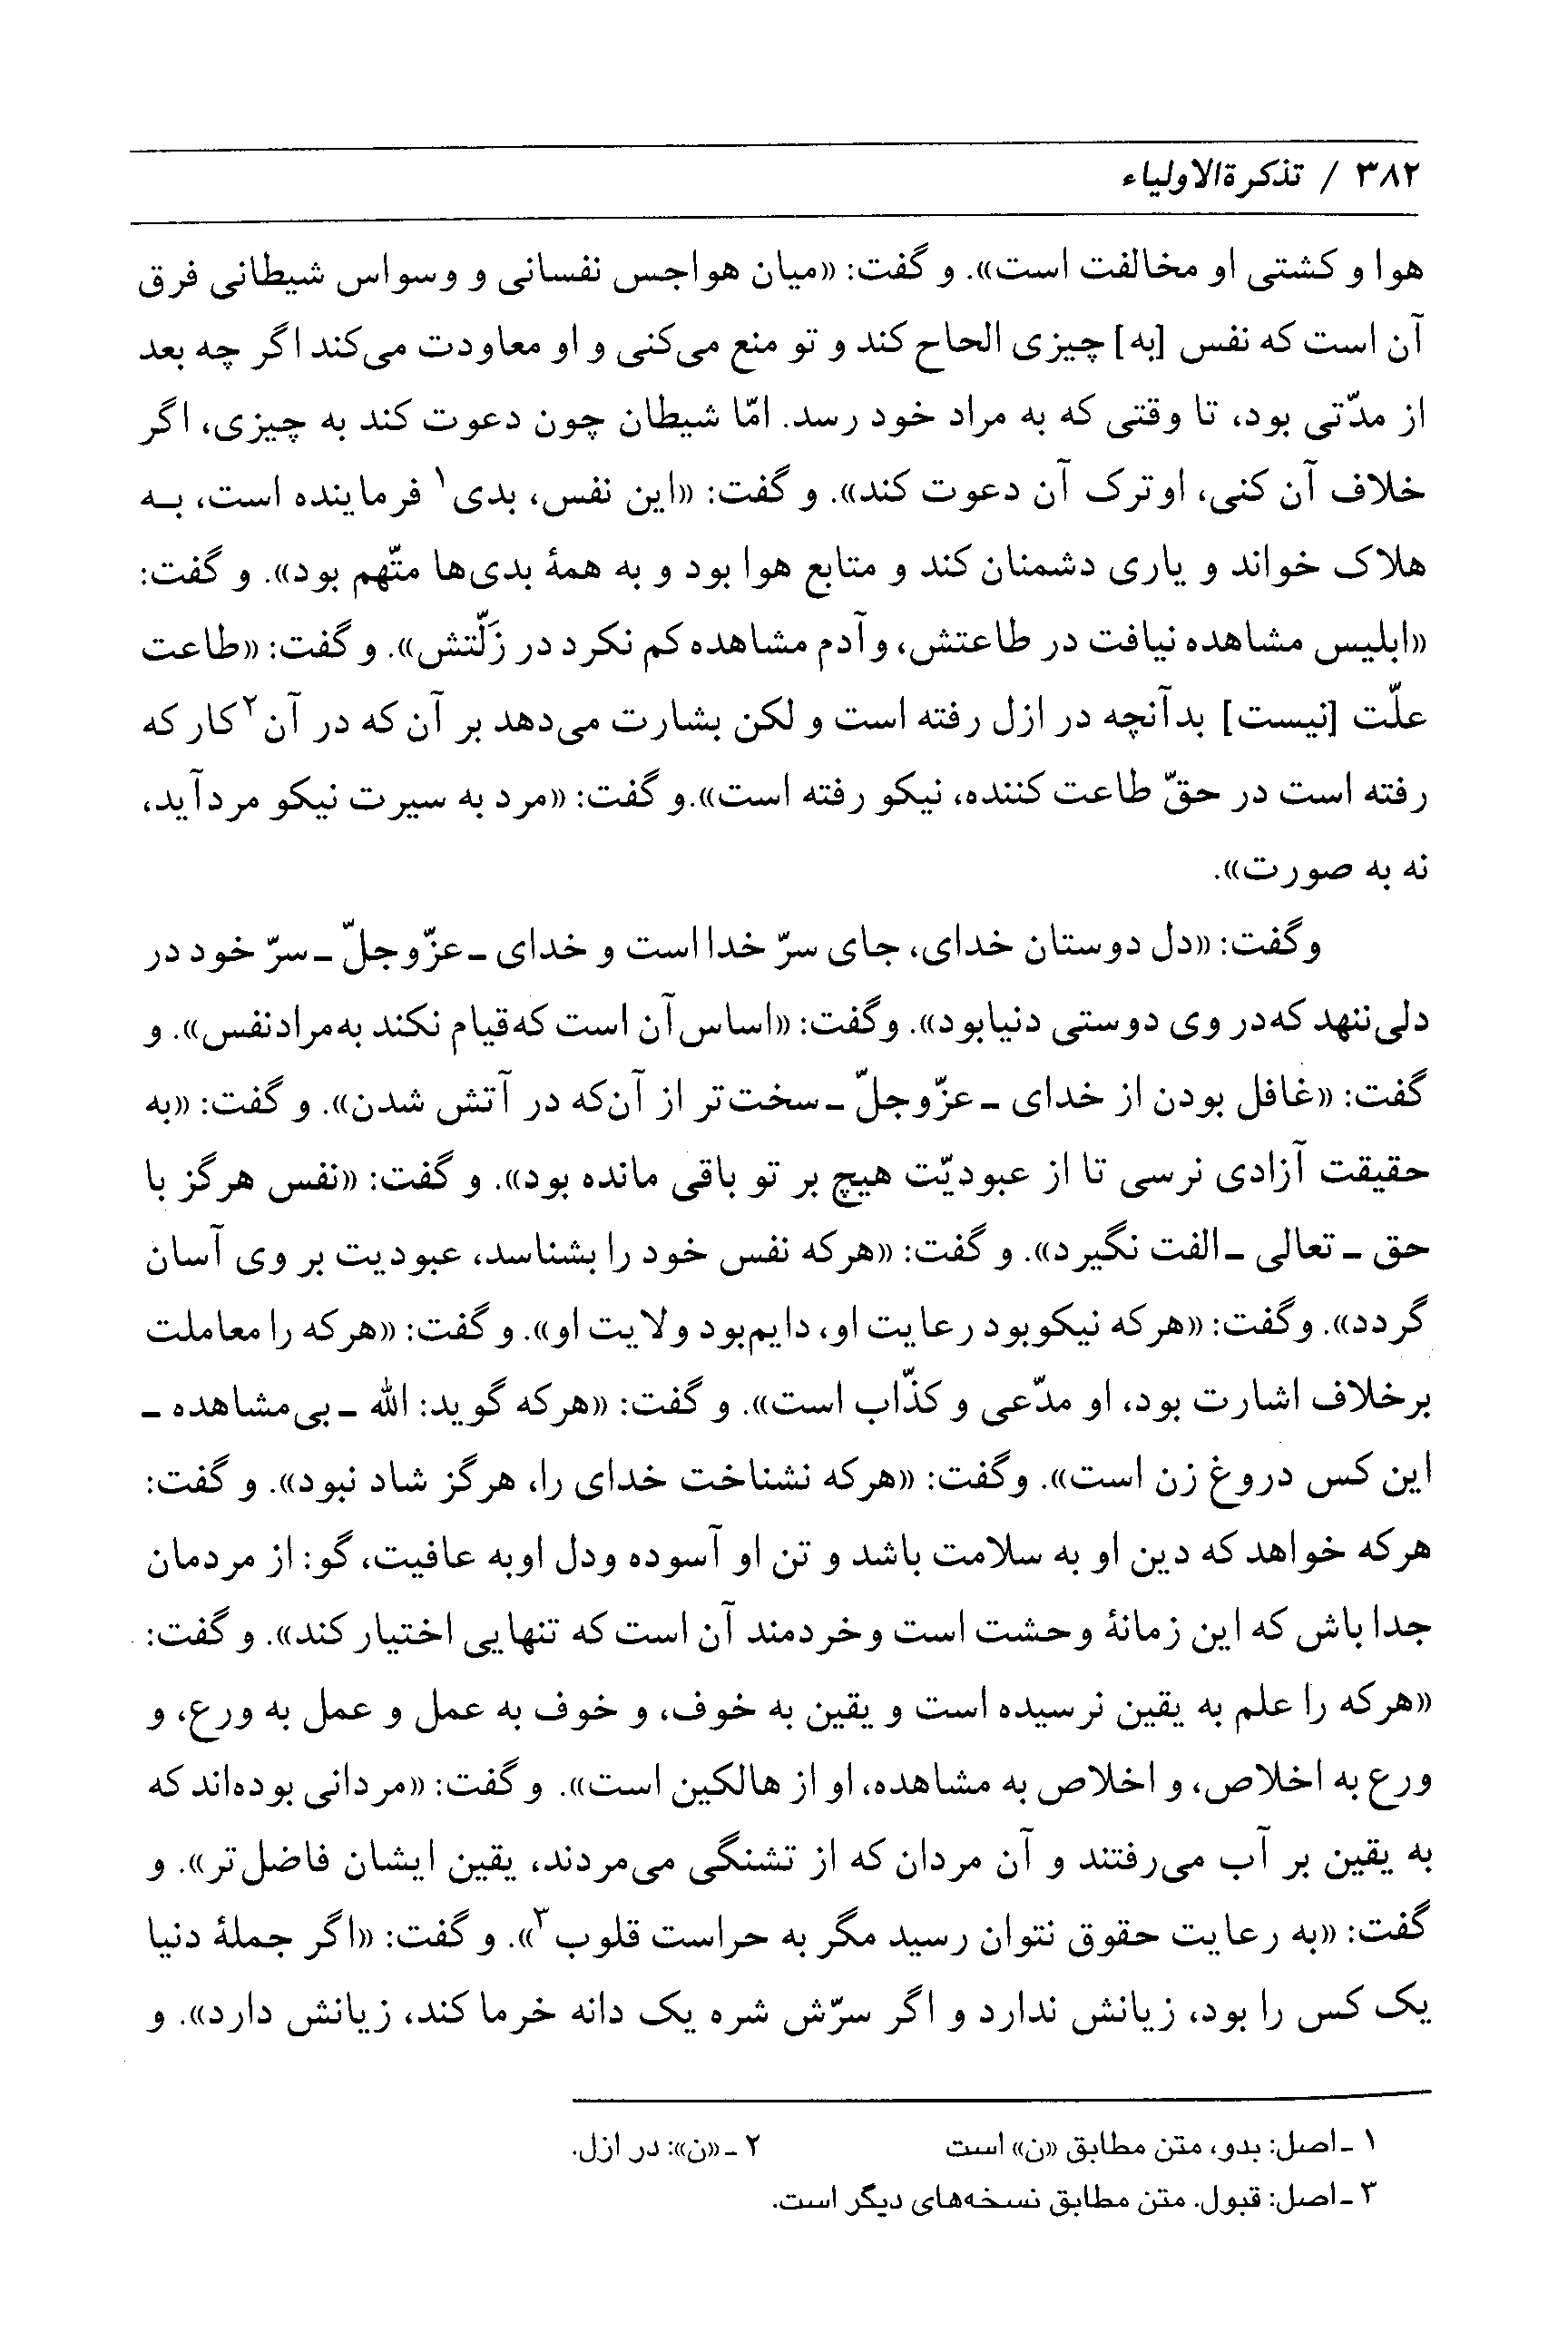 ۳۸۲ / تذکرةالاولیاء
هوا و کشتی او مخالفت است». و گفت: «میان هواجس نفسانی و وسواس شیطانی فرق
آن است که نفس [به] چیزی الحاح کند و تو منع می‌کنی و او معاودت می‌کند اگر چه بعد
از مدّتی بود، تا وقتی که به مراد خود رسد. امّا شیطان چون دعوت کند به چیزی، اگر
خلاف آن کنی، او ترک آن دعوت کند». و گفت: «این نفس، بدی۱ فرماینده است، به
هلاک خواند و یاری دشمنان کند و متابع هوا بود و به همهٔ بدی‌ها متّهم بود». و گفت:
«ابلیس مشاهده نیافت در طاعتش، و آدم مشاهده کم نکرد در زَلّتش». و گفت: «طاعت
علّت [نیست] بدآنچه در ازل رفته است و لکن بشارت می‌دهد بر آن که در آن۲ کار که
رفته است در حقّ طاعت کننده، نیکو رفته است».و گفت: «مرد به سیرت نیکو مردآید،
نه به صورت».
وگفت: «دل دوستان خدای، جای سرّ خدا است و خدای ـ عزّوجلّ ـ سرّ خود در
دلی ننهد که در وی دوستی دنیا بود». وگفت: «اساس آن است که قیام نکند به مراد نفس». و
گفت: «غافل بودن از خدای ـ عزّوجلّ ـ سخت‌تر از آن‌که در آتش شدن». و گفت: «به
حقیقت آزادی نرسی تا از عبودیّت هیچ بر تو باقی مانده بود». و گفت: «نفس هرگز با
حق ـ تعالی ـ الفت نگیرد». و گفت: «هرکه نفس خود را بشناسد، عبودیت بر وی آسان
گردد». وگفت: «هرکه نیکو بود رعایت او، دایم بود ولایت او». و گفت: «هرکه را معاملت
برخلاف اشارت بود، او مدّعی و کذّاب است». و گفت: «هرکه گوید: الله ـ بی‌مشاهده ـ
این کس دروغ زن است». وگفت: «هرکه نشناخت خدای را، هرگز شاد نبود». و گفت:
هرکه خواهد که دین او به سلامت باشد و تن او آسوده ودل اوبه عافیت، گو: از مردمان
جدا باش که این زمانهٔ وحشت است وخردمند آن است که تنهایی اختیار کند». و گفت:
«هرکه را علم به یقین نرسیده است و یقین به خوف، و خوف به عمل و عمل به ورع، و
ورع به اخلاص، و اخلاص به مشاهده، او از هالکین است». و گفت: «مردانی بوده‌اند که
به یقین بر آب می‌رفتند و آن مردان که از تشنگی می‌مردند، یقین ایشان فاضل‌تر». و
گفت: «به رعایت حقوق نتوان رسید مگر به حراست قلوب۳». و گفت: «اگر جملهٔ دنیا
یک کس را بود، زیانش ندارد و اگر سرّش شره یک دانه خرما کند، زیانش دارد». و
۱ ـ اصل: بدو، متن مطابق «ن» است ۲ ـ «ن»: در ازل.
۳ ـ اصل: قبول. متن مطابق نسخه‌های دیگر است.